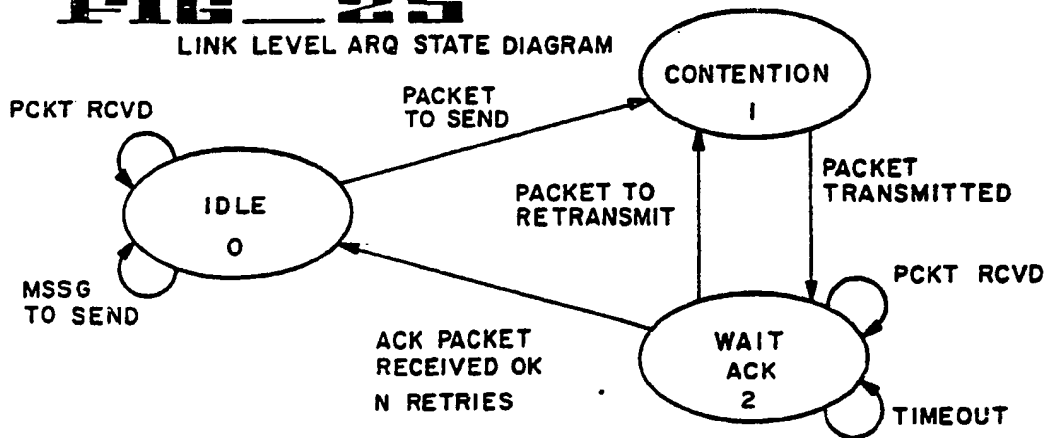 FIG_25
LINK LEVEL ARQ STATE DIAGRAM
CONTENTION
1
PACKET
TO SEND
PCKT RCVD
IDLE
0
PACKET TO
RETRANSMIT
PACKET
TRANSMITTED
MSSG
TO SEND
ACK PACKET
RECEIVED OK
N RETRIES
WAIT
ACK
2
PCKT RCVD
TIMEOUT